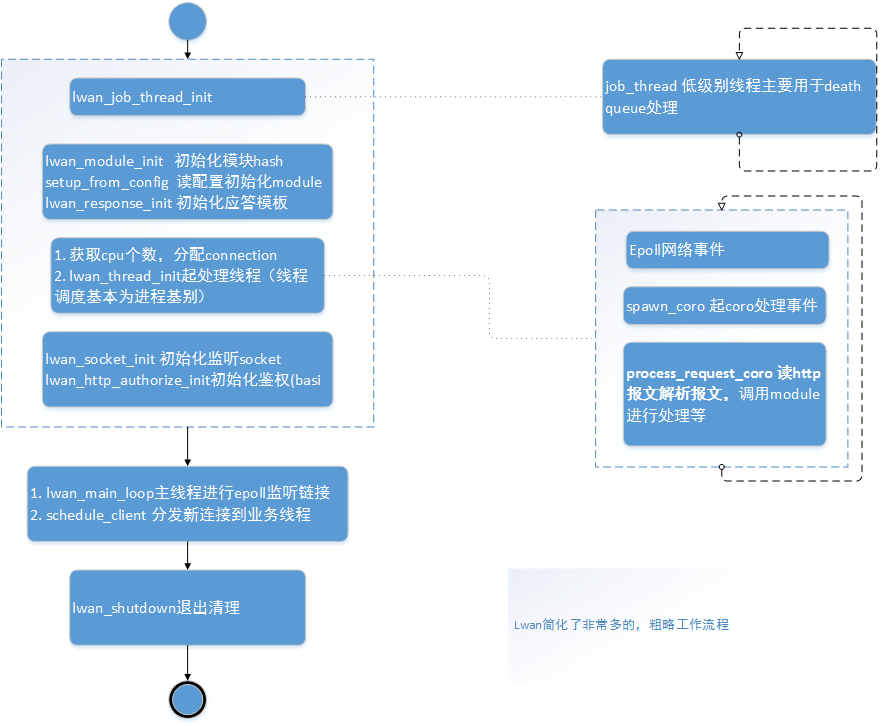 lwan_job_thread_init
lwan_module_init 初始化模块hash
setup_from_config 读配置初始化module
lwan_response_init 初始化应答模板
1. 获取cpu个数，分配connection
2. lwan_thread_init起处理线程（线程
调度基本为进程基别）
lwan_socket_init 初始化监听socket
lwan_http_authorize_init初始化鉴权(basi
1. lwan_main_loop主线程进行epoll监听链接
2. schedule_client 分发新连接到业务线程
lwan_shutdown退出清理
job_thread 低级别线程主要用于death
queue处理
Epoll网络事件
spawn_coro 起coro处理事件
process_request_coro 读http
报文解析报文，调用module
进行处理等
Lwan简化了非常多的，粗略工作流程